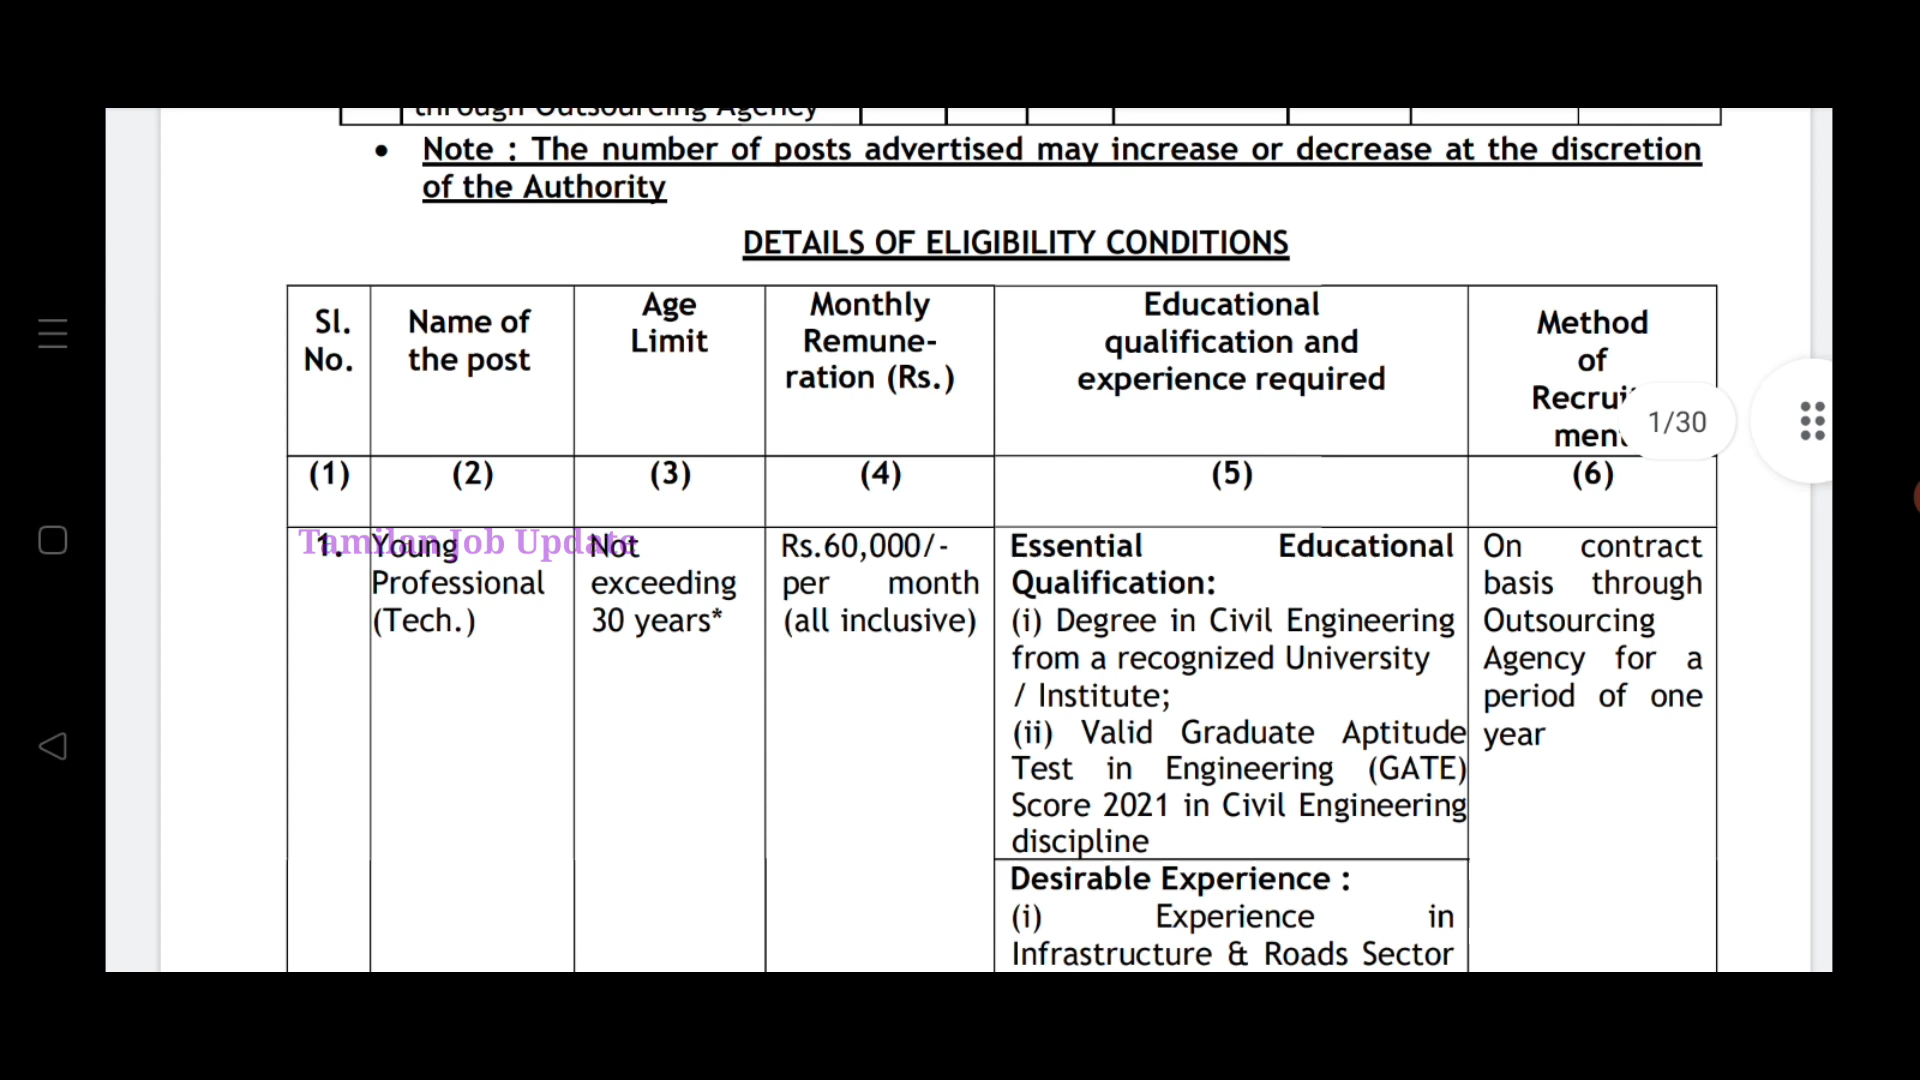 through Outsourcing Agency
• Note : The number of posts advertised may increase or decrease at the discretion
of the Authority
DETAILS OF ELIGIBILITY CONDITIONS
Sl.
No.
Name of
the post
Age
Limit
Monthly
Remune-
ration (Rs.)
Educational
qualification and
experience required
Method
of
1/30
(1)
(2)
(3)
(4)
(5)
(6)
Tamilan Job Update
1.
Young
Professional
(Tech.)
Not
exceeding
30 years*
Rs.60,000/-
per month
(all inclusive)
Essential Educational
Qualification:
(i) Degree in Civil Engineering
from a recognized University
/ Institute;
(ii) Valid Graduate Aptitude
Test in Engineering (GATE)
Score 2021 in Civil Engineering
discipline
Desirable Experience :
(i) Experience in
Infrastructure & Roads Sector
On contract
basis through
Outsourcing
Agency for a
period of one
year